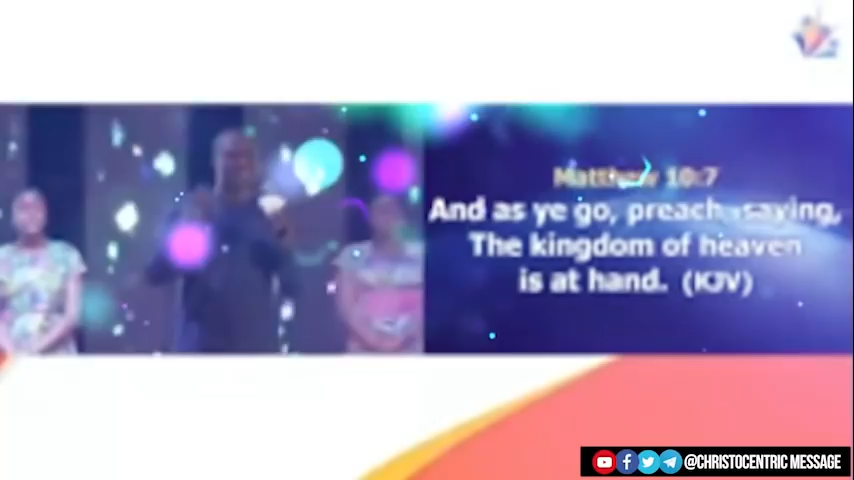 Matthew 10:7
And as ye go, preach, saying,
The kingdom of heaven
is at hand. (KJV)
@CHRISTOCENTRIC MESSAGE